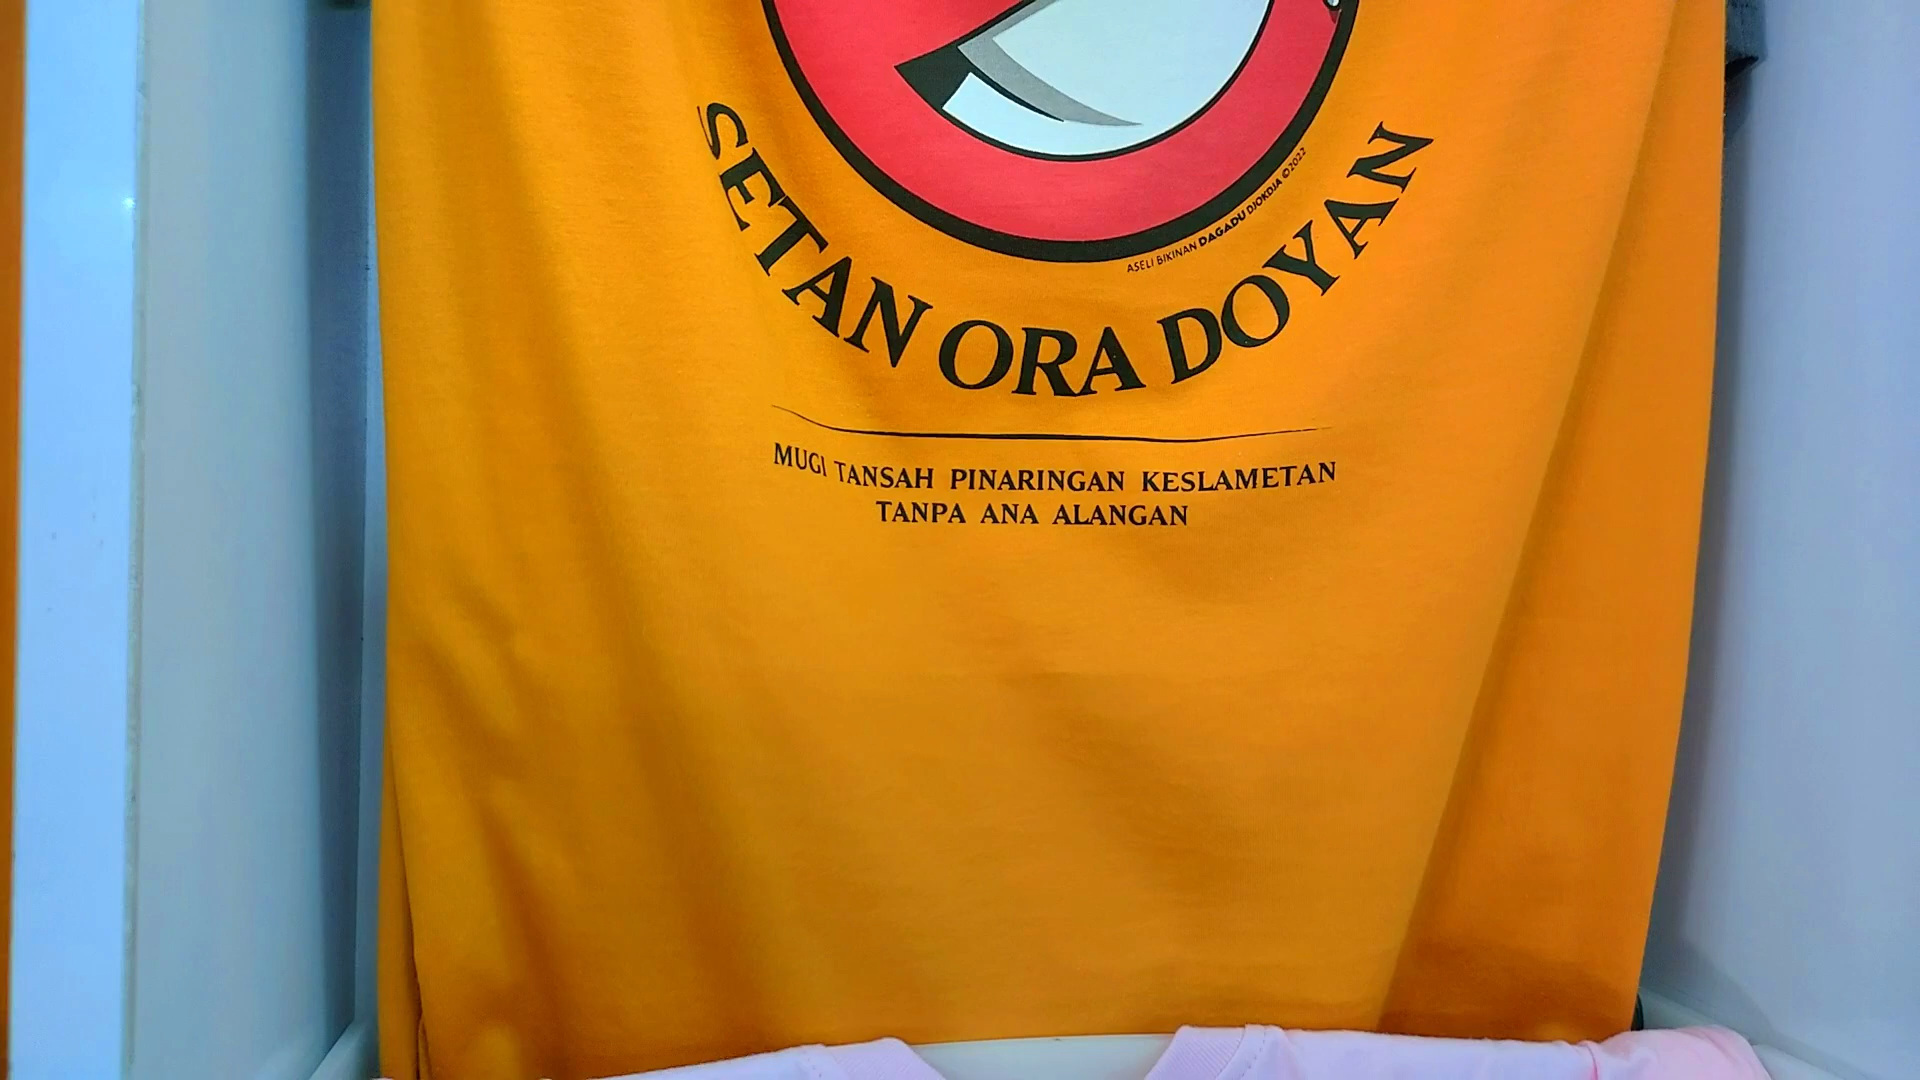 ASELI BIKINAN DAGADU DJOKDJA ©2022
SETAN ORA DOYAN
MUGI TANSAH PINARINGAN KESLAMETAN
TANPA ANA ALANGAN